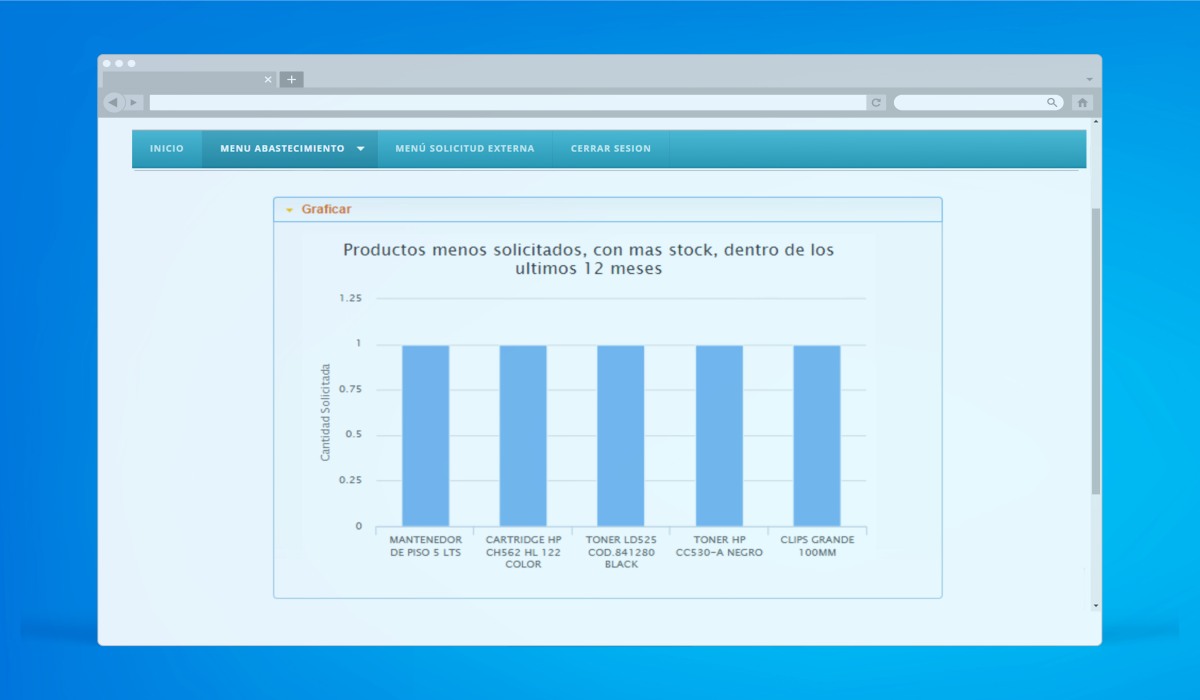 INICIO
MENU ABASTECIMIENTO
MENÚ SOLICITUD EXTERNA
CERRAR SESION
Graficar
Productos menos solicitados, con mas stock, dentro de los
ultimos 12 meses
Cantidad Solicitada
1.25
1
0.75
0.5
0.25
0
MANTENEDOR
DE PISO 5 LTS
CARTRIDGE HP
CH562 HL 122
COLOR
TONER LD525
COD.841280
BLACK
TONER HP
CC530-A NEGRO
CLIPS GRANDE
100MM